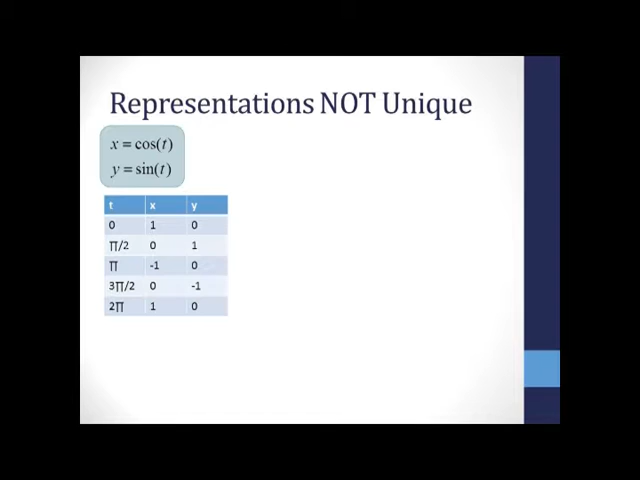 Representations NOT Unique
x = cos(t)
y = sin(t)
t x y
0 1 0
∏/2 0 1
∏ -1 0
3∏/2 0 -1
2∏ 1 0